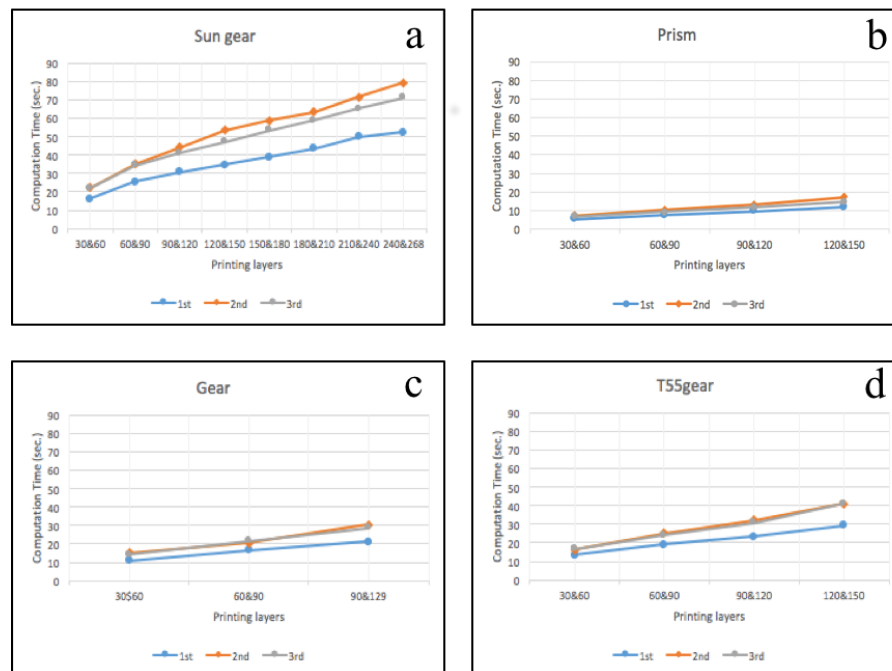 Sun gear
a
90
80
70
60
50
40
30
20
10
0
Computation Time (sec.)
30&60 60&90 90&120 120&150 150&180 180&210 210&240 240&268
Printing layers
1st 2nd 3rd
Prism
b
90
80
70
60
50
40
30
20
10
0
Computation Time (sec.)
30&60 60&90 90&120 120&150
Printing layers
1st 2nd 3rd
Gear
c
90
80
70
60
50
40
30
20
10
0
Computation Time (sec.)
30$60 60&90 90&129
Printing layers
1st 2nd 3rd
T55gear
d
90
80
70
60
50
40
30
20
10
0
Computation Time (sec.)
30&60 60&90 90&120 120&150
Printing layers
1st 2nd 3rd